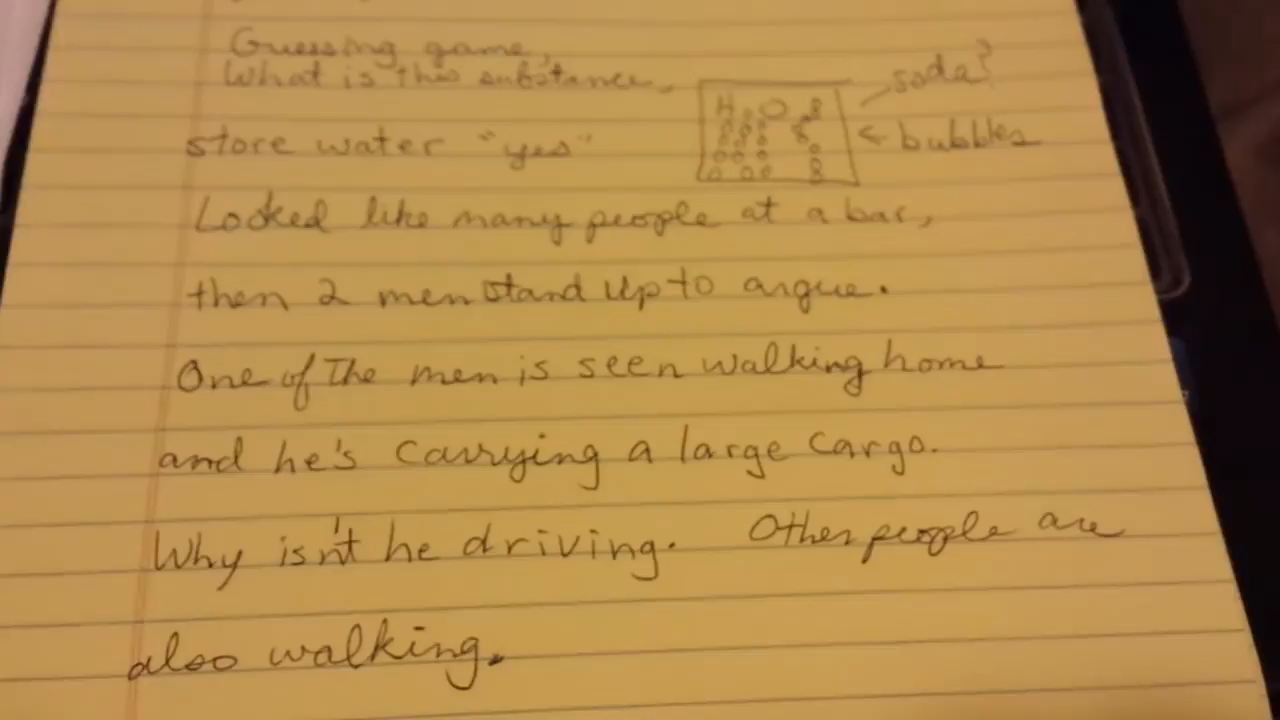 Guessing game,
What is this substance,
soda?
H O
store water "yes"
← bubbles
Looked like many people at a bar,
then 2 men stand up to argue.
One of The men is seen walking home
and he's carrying a large cargo.
Why isn't he driving. Other people are
also walking.